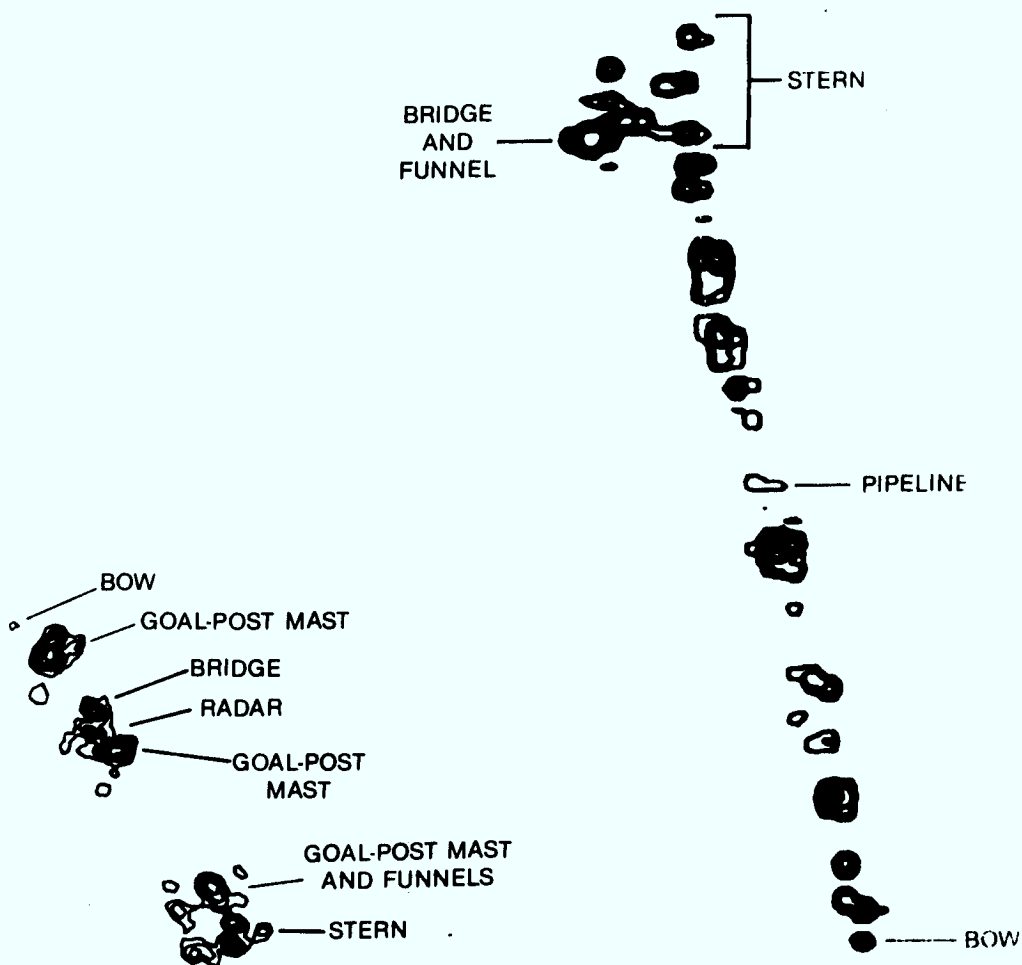 STERN
BRIDGE
AND
FUNNEL
PIPELINE
BOW
GOAL-POST MAST
BRIDGE
RADAR
GOAL-POST
MAST
GOAL-POST MAST
AND FUNNELS
STERN
BOW